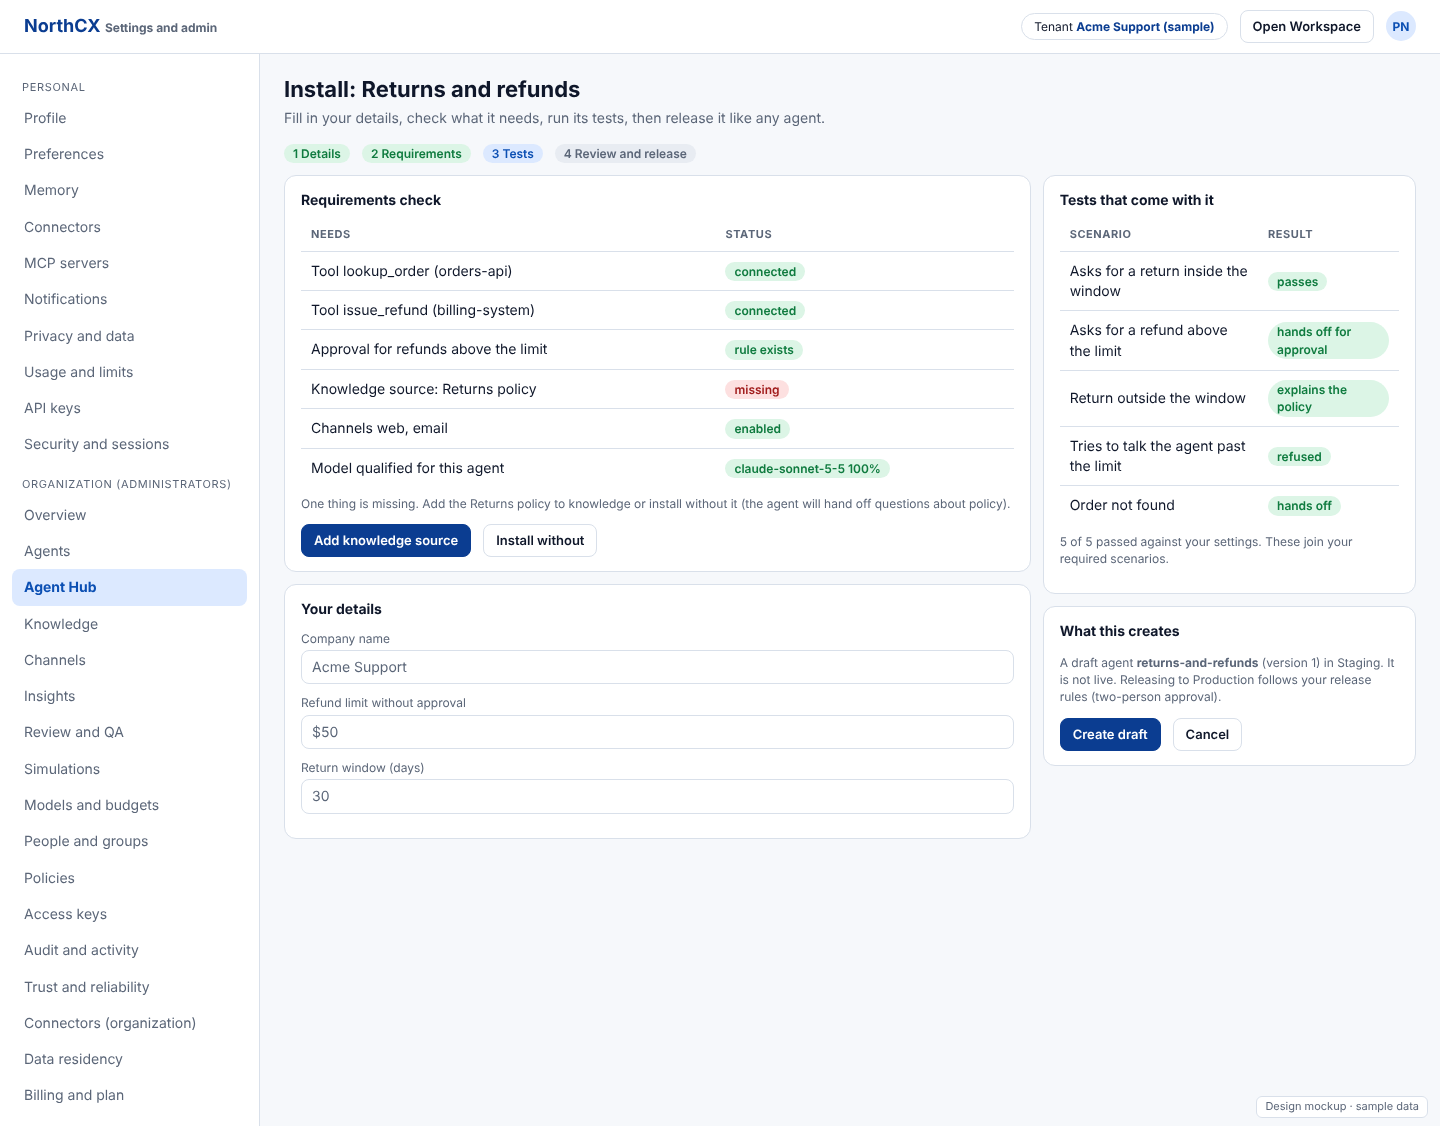 NorthCX Settings and admin
Tenant Acme Support (sample)
Open Workspace
PN
PERSONAL
Profile
Preferences
Memory
Connectors
MCP servers
Notifications
Privacy and data
Usage and limits
API keys
Security and sessions
ORGANIZATION (ADMINISTRATORS)
Overview
Agents
Agent Hub
Knowledge
Channels
Insights
Review and QA
Simulations
Models and budgets
People and groups
Policies
Access keys
Audit and activity
Trust and reliability
Connectors (organization)
Data residency
Billing and plan
Install: Returns and refunds
Fill in your details, check what it needs, run its tests, then release it like any agent.
1 Details 2 Requirements 3 Tests 4 Review and release
Requirements check
NEEDS STATUS
Tool lookup_order (orders-api) connected
Tool issue_refund (billing-system) connected
Approval for refunds above the limit rule exists
Knowledge source: Returns policy missing
Channels web, email enabled
Model qualified for this agent claude-sonnet-5-5 100%
One thing is missing. Add the Returns policy to knowledge or install without it (the agent will hand off questions about policy).
Add knowledge source Install without
Your details
Company name
Acme Support
Refund limit without approval
$50
Return window (days)
30
Tests that come with it
SCENARIO RESULT
Asks for a return inside the
window
passes
Asks for a refund above
the limit
hands off for
approval
Return outside the window
explains the
policy
Tries to talk the agent past
the limit
refused
Order not found hands off
5 of 5 passed against your settings. These join your
required scenarios.
What this creates
A draft agent returns-and-refunds (version 1) in Staging. It
is not live. Releasing to Production follows your release
rules (two-person approval).
Create draft Cancel
Design mockup · sample data